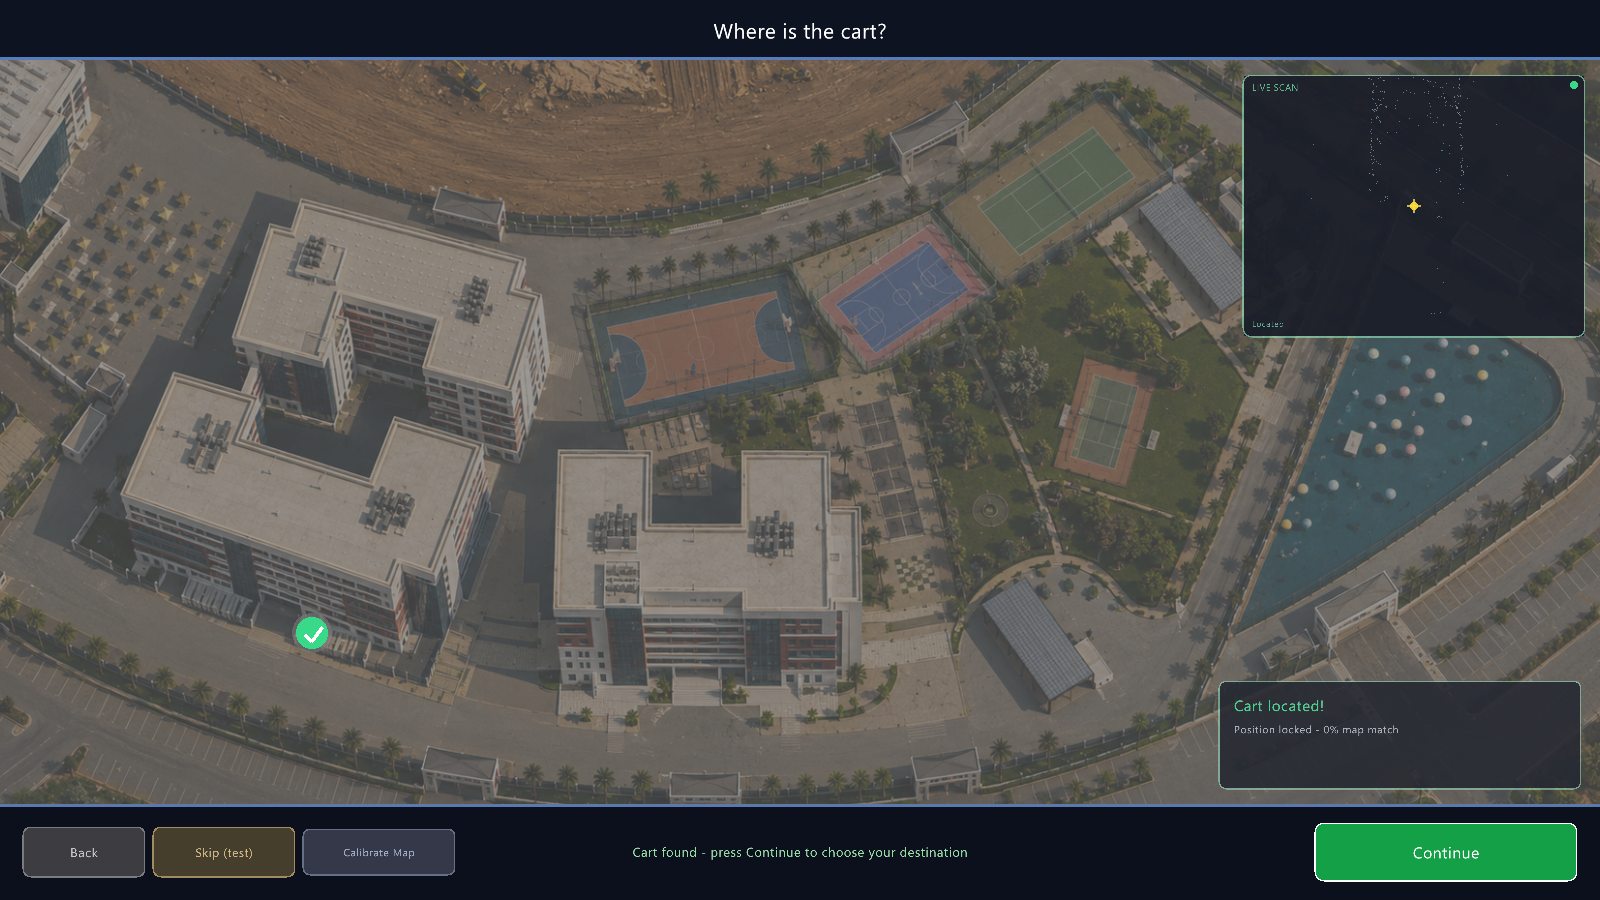 Where is the cart?
LIVE SCAN
Located
Cart located!
Position locked - 0% map match
Back
Skip (test)
Calibrate Map
Cart found - press Continue to choose your destination
Continue